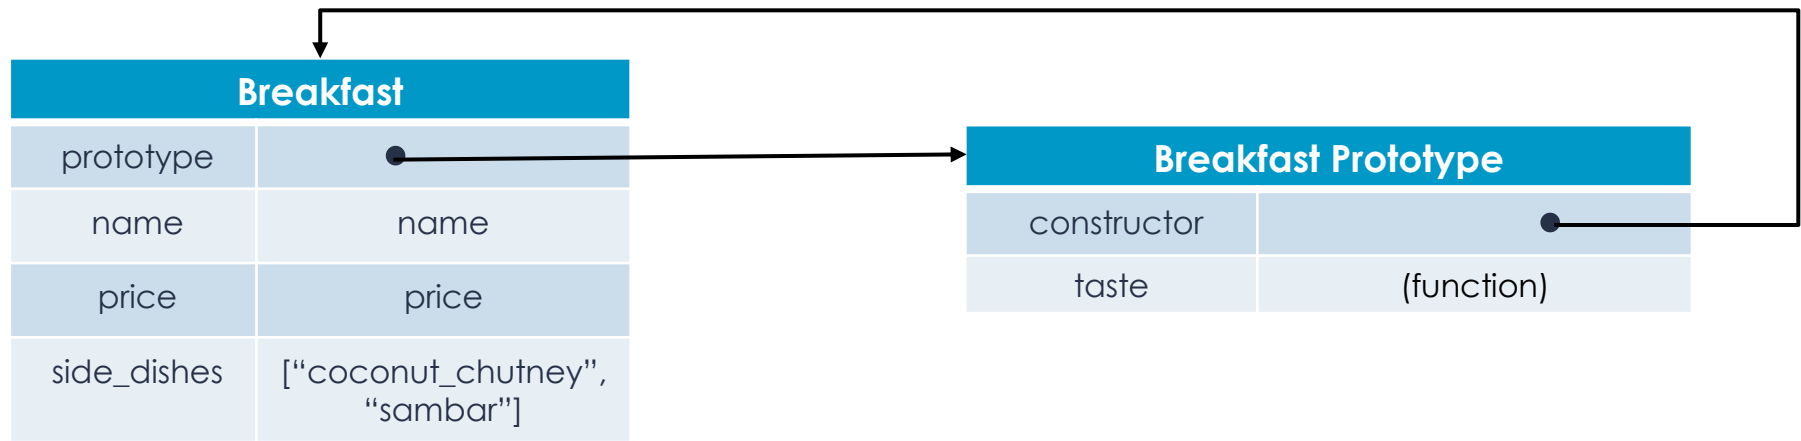 Breakfast
prototype
name name
price price
side_dishes [“coconut_chutney”,
“sambar”]
Breakfast Prototype
constructor
taste (function)